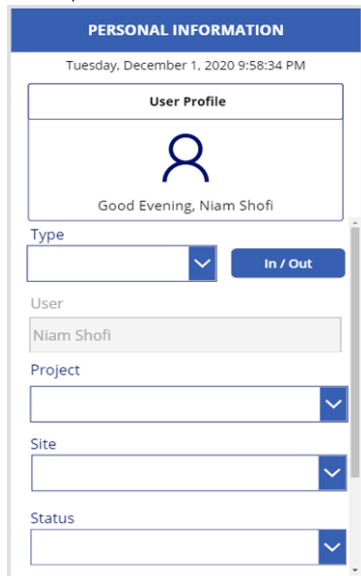 PERSONAL INFORMATION
Tuesday, December 1, 2020 9:58:34 PM
User Profile
Good Evening, Niam Shofi
Type
In / Out
User
Niam Shofi
Project
Site
Status